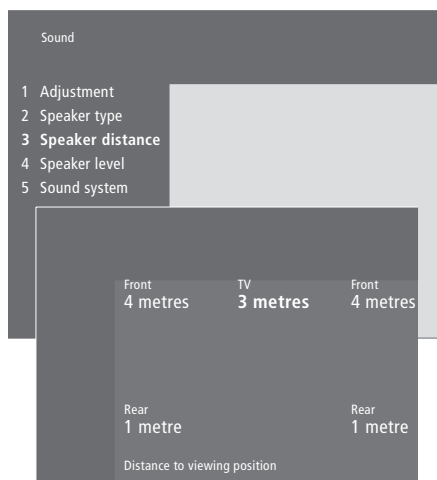 Sound
1 Adjustment
2 Speaker type
3 Speaker distance
4 Speaker level
5 Sound system
Front TV Front
4 metres 3 metres 4 metres
Rear Rear
1 metre 1 metre
Distance to viewing position